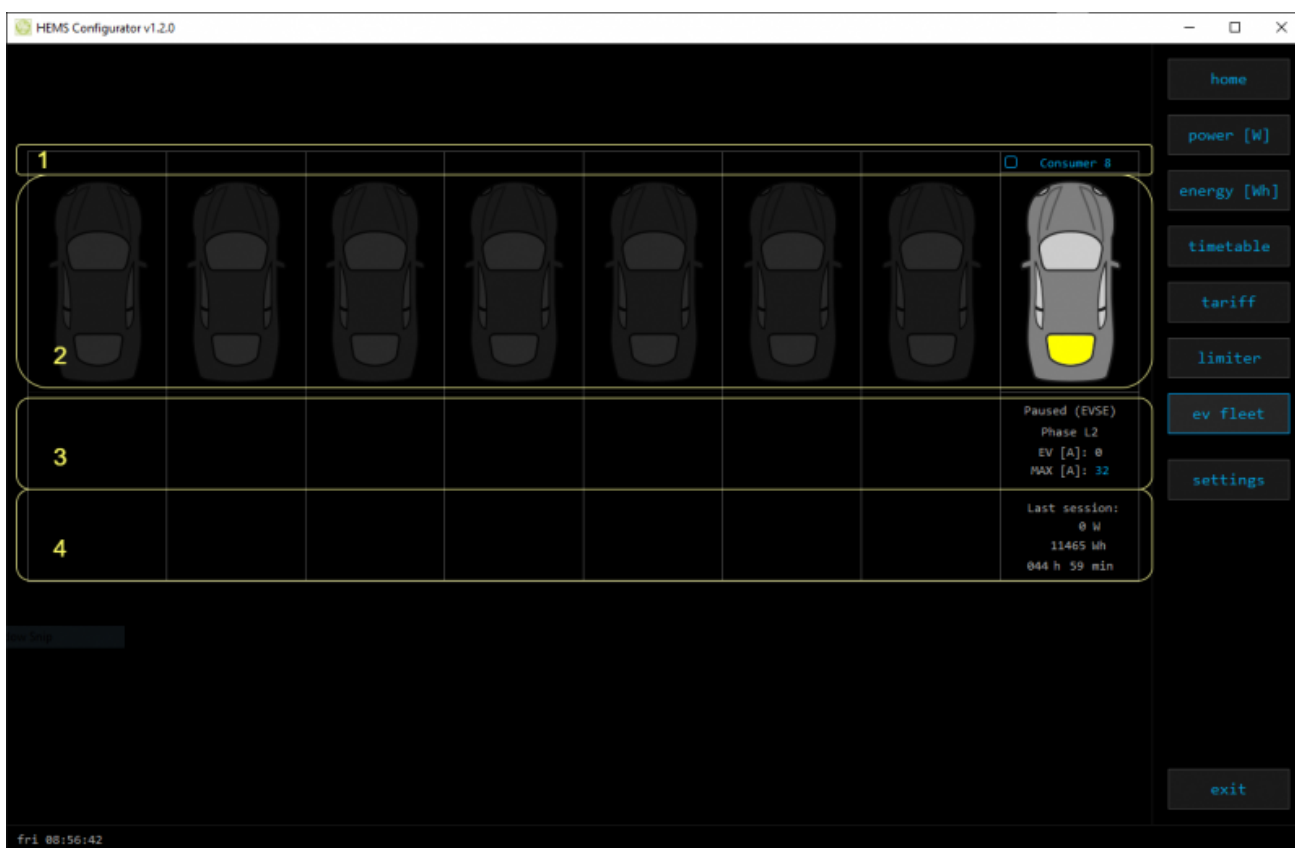 HEMS Configurator v1.2.0
home
power [W]
energy [Wh]
timetable
tariff
limiter
ev fleet
settings
exit
1
Consumer 8
2
3
Paused (EVSE)
Phase L2
EV [A]: 0
MAX [A]: 32
4
Last session:
0 W
11465 Wh
044 h 59 min
Snip
fri 08:56:42